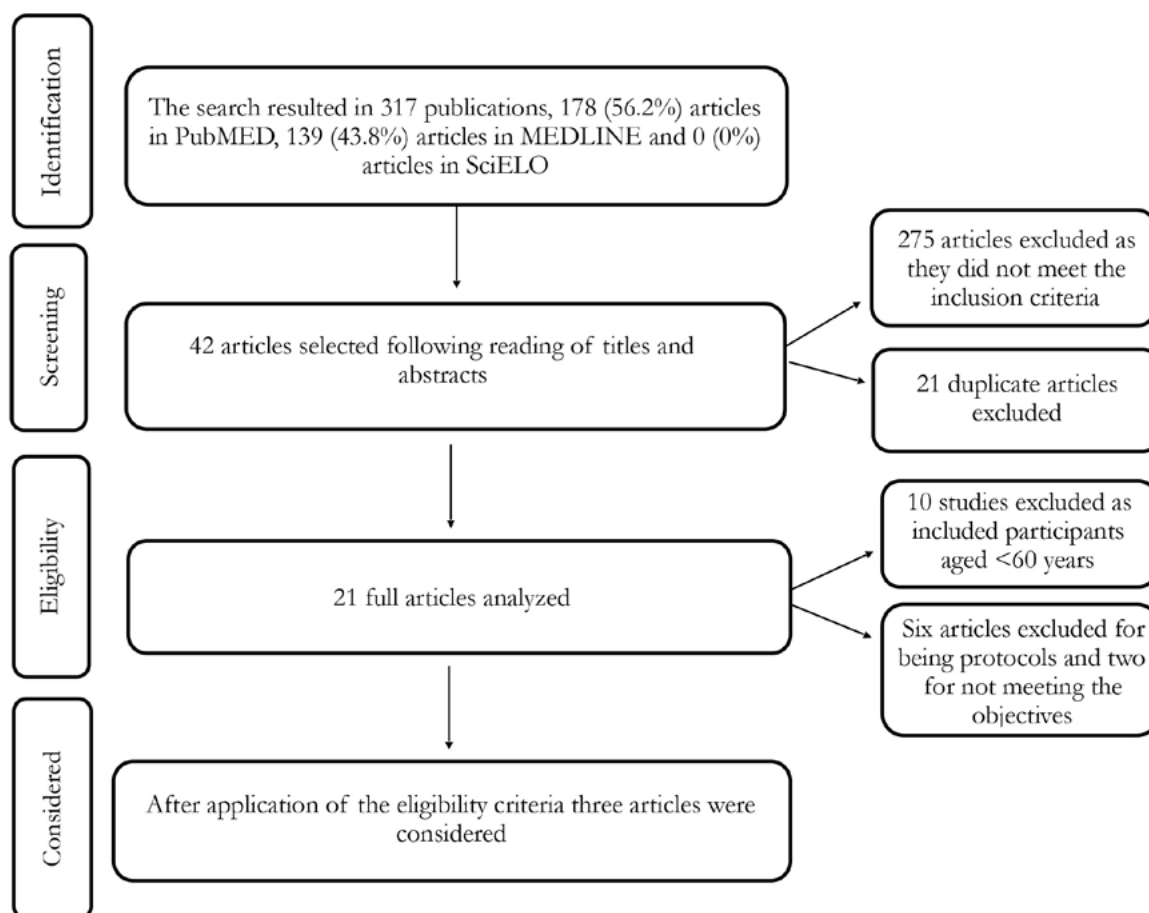 Identification
The search resulted in 317 publications, 178 (56.2%) articles
in PubMED, 139 (43.8%) articles in MEDLINE and 0 (0%)
articles in SciELO
Screening
42 articles selected following reading of titles and
abstracts
275 articles excluded as
they did not meet the
inclusion criteria
21 duplicate articles
excluded
Eligibility
21 full articles analyzed
10 studies excluded as
included participants
aged <60 years
Six articles excluded for
being protocols and two
for not meeting the
objectives
Considered
After application of the eligibility criteria three articles were
considered